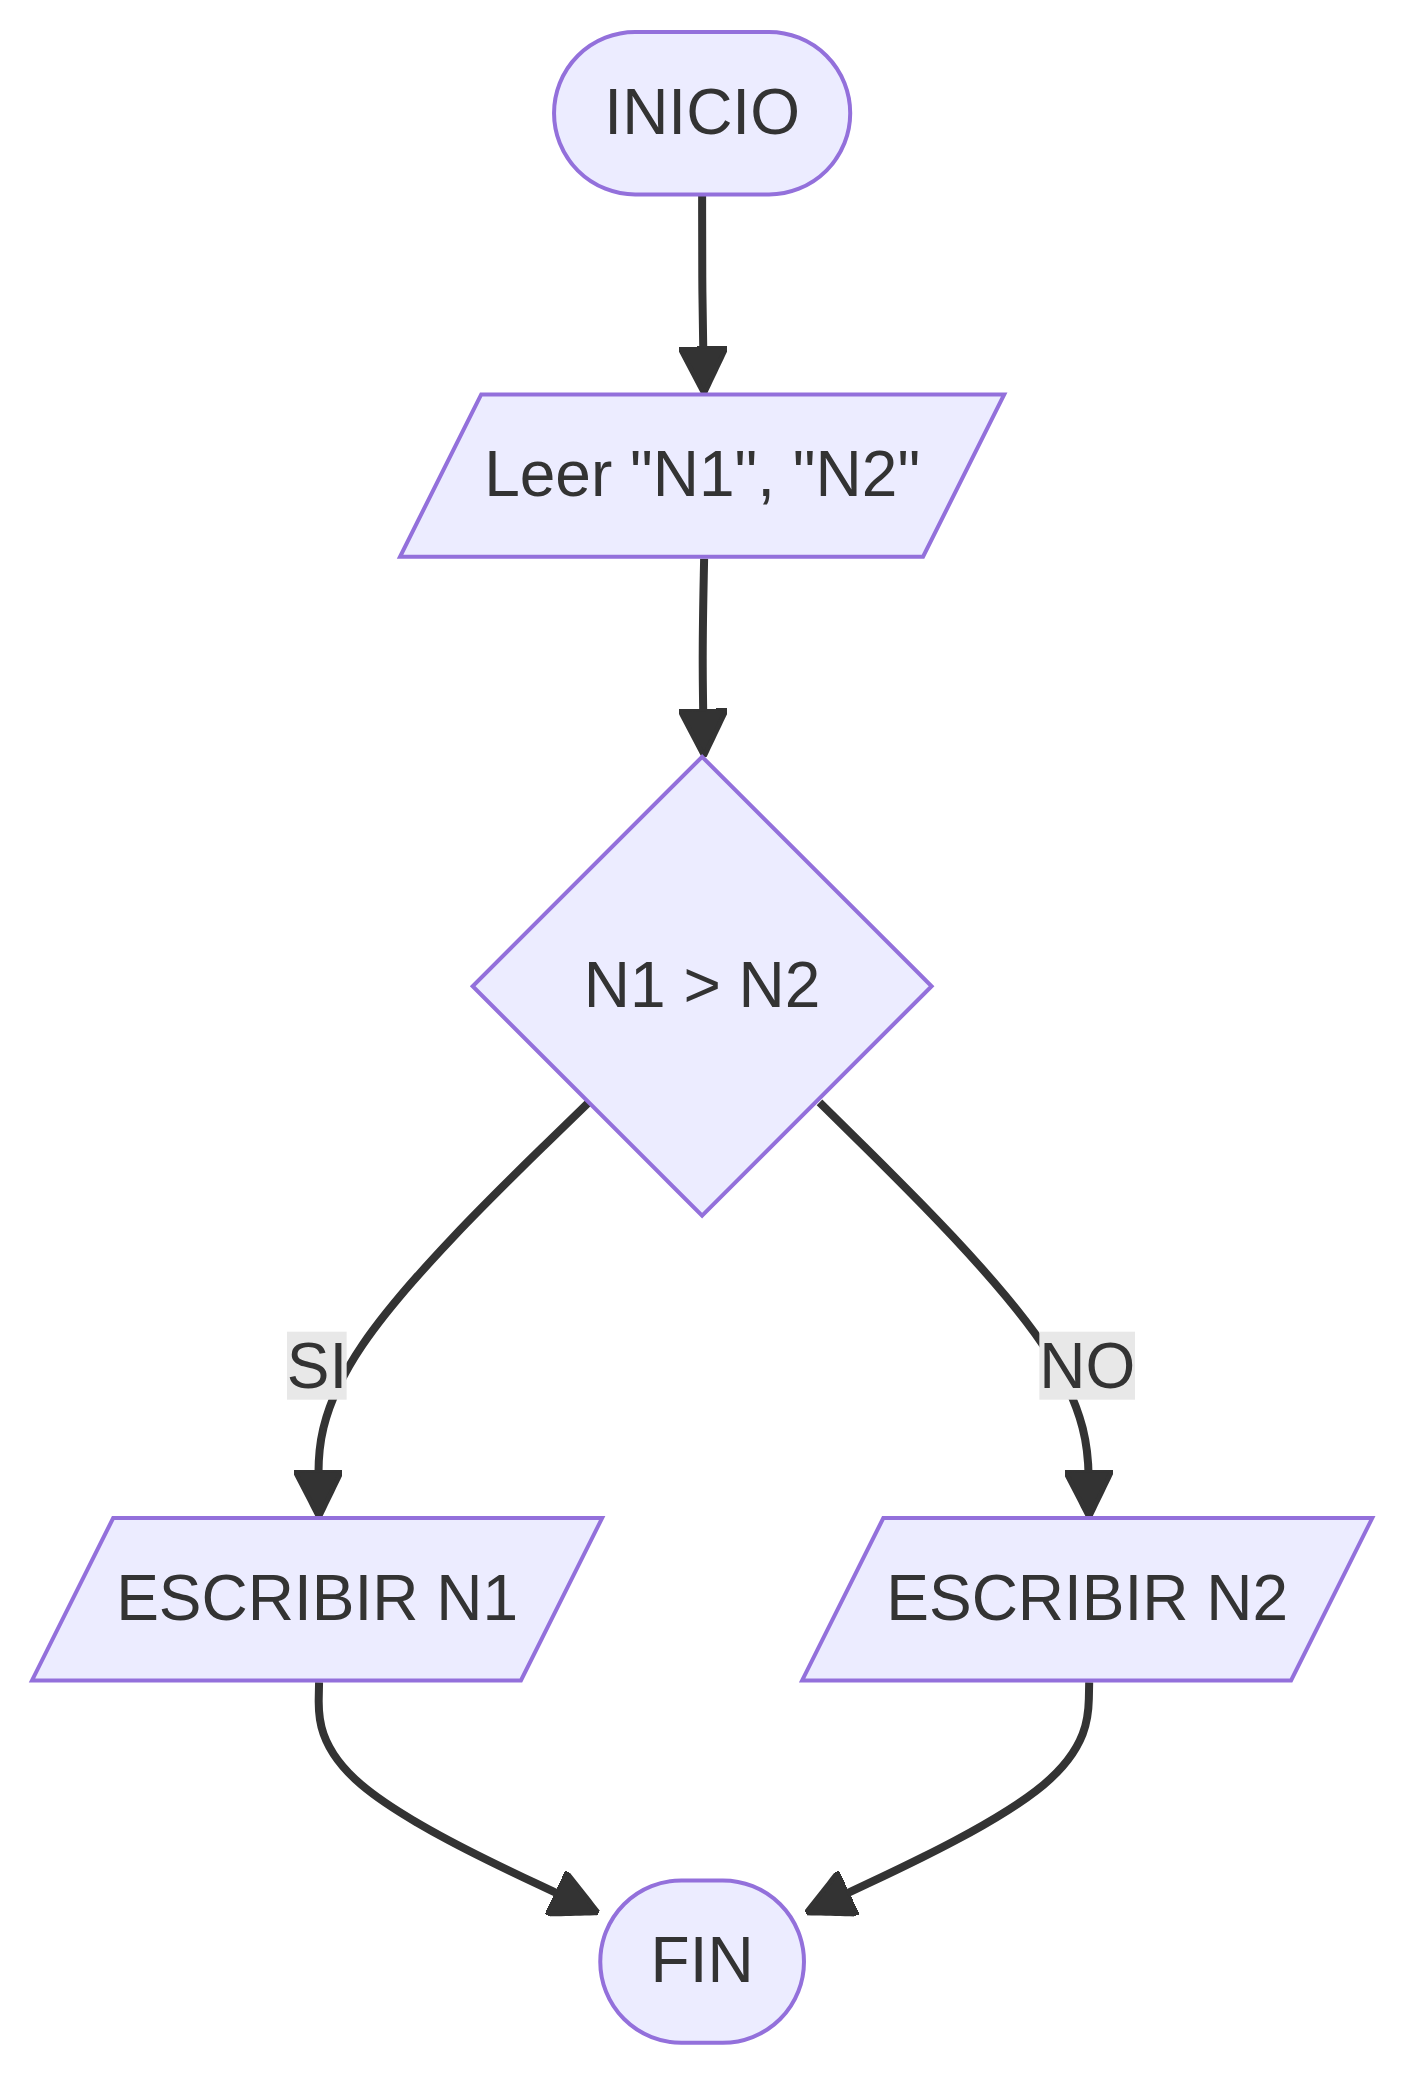 INICIO
Leer "N1", "N2"
N1 > N2
SI
NO
ESCRIBIR N1
ESCRIBIR N2
FIN